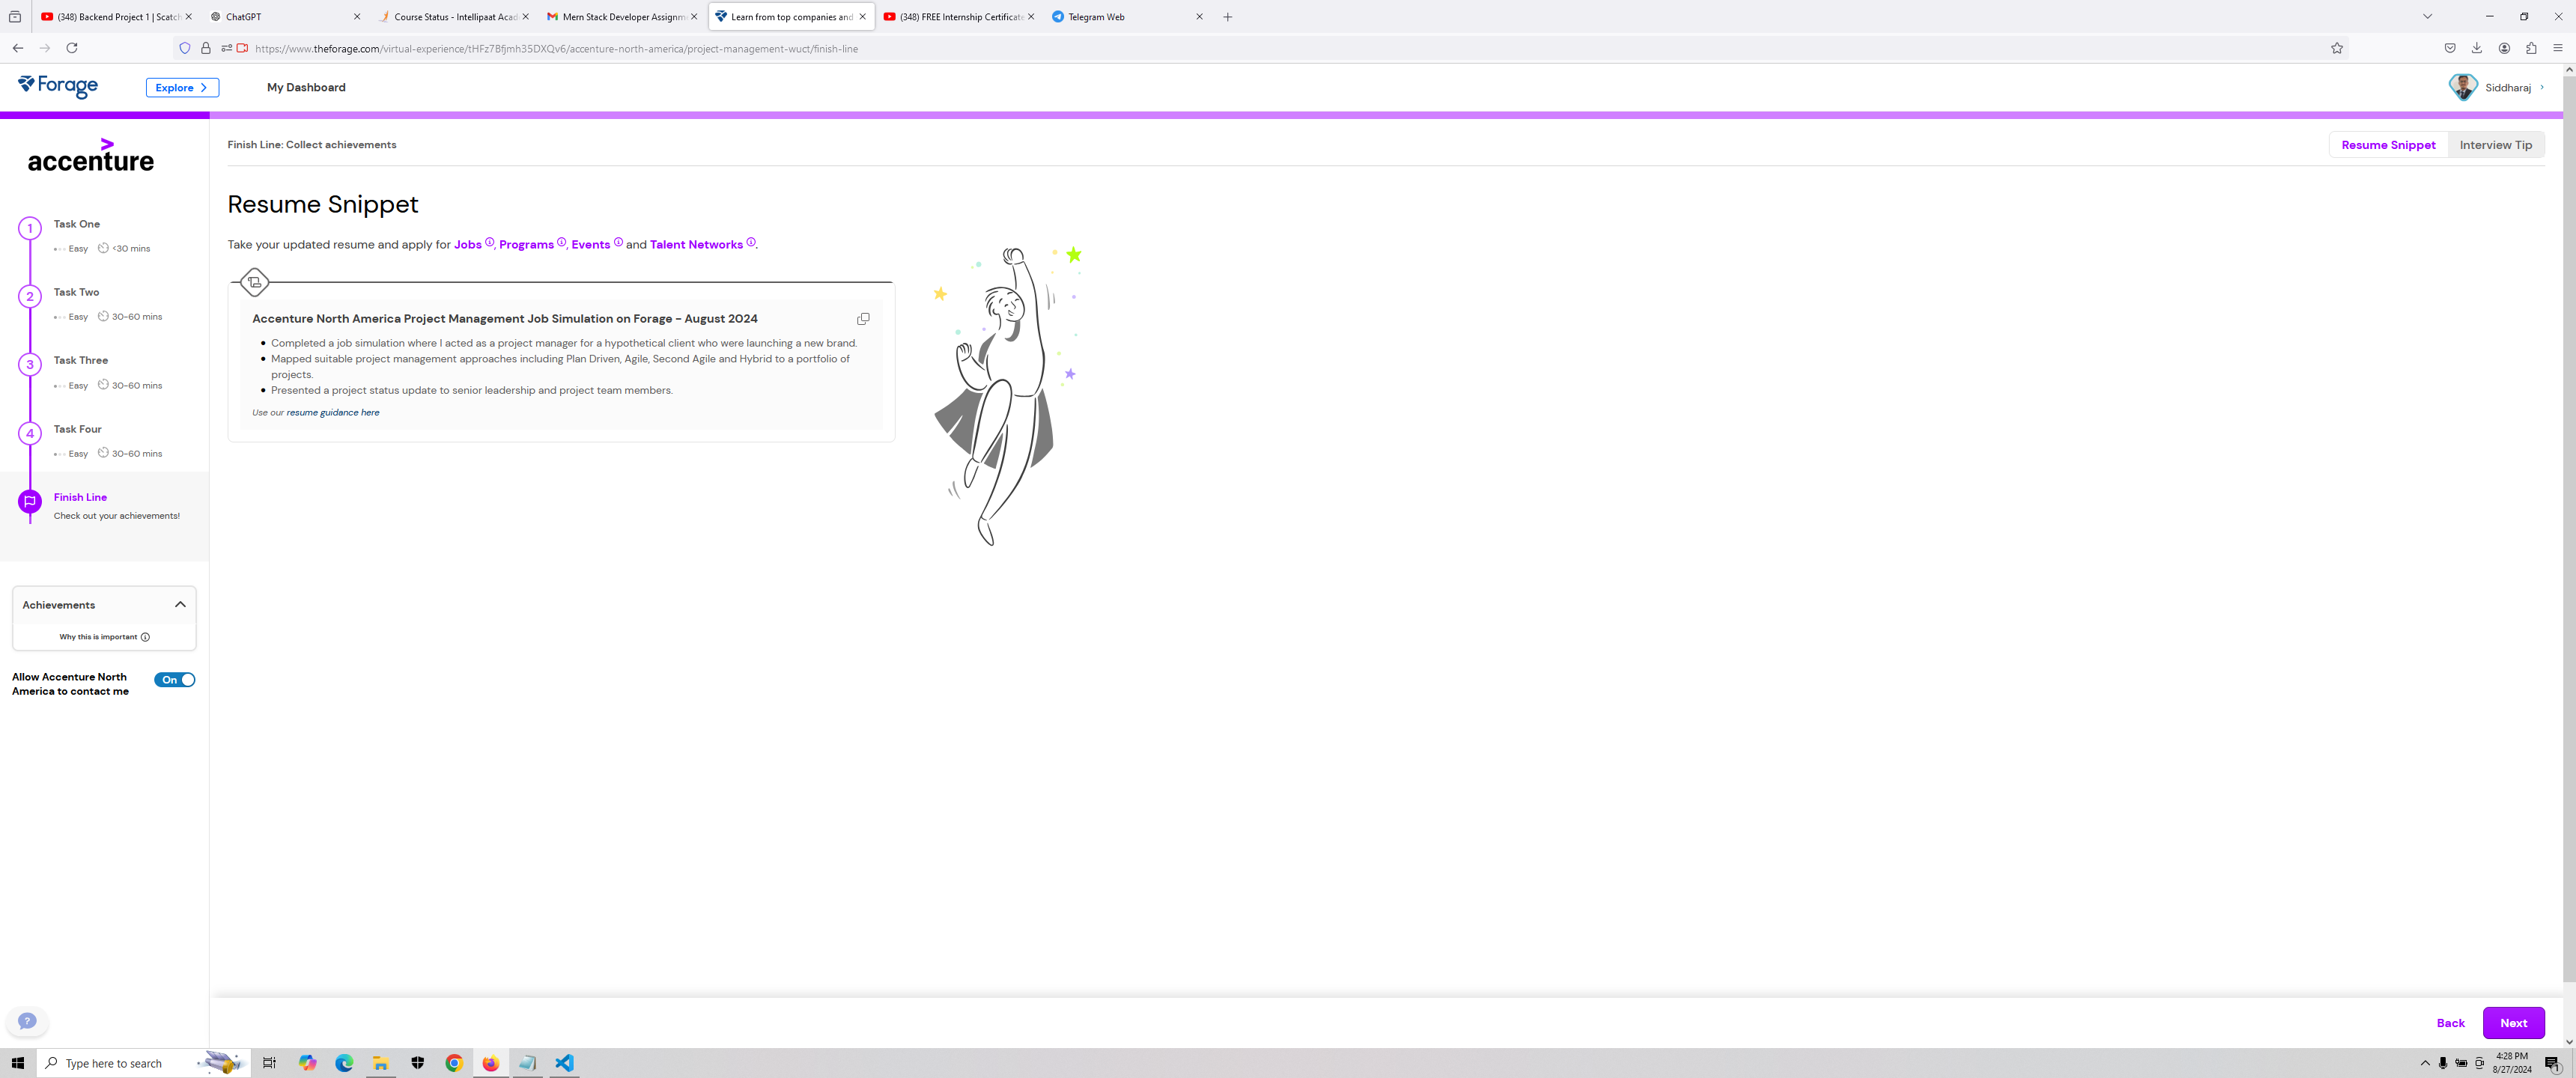 (348) Backend Project 1 | Scatch
ChatGPT
Course Status - Intellipaat Acad
Mern Stack Developer Assignme
Learn from top companies and
(348) FREE Internship Certificate
Telegram Web
https://www.theforage.com/virtual-experience/tHFz7Bfjmh35DXQv6/accenture-north-america/project-management-wuct/finish-line
Forage
Explore
My Dashboard
Siddharaj
accenture
Finish Line: Collect achievements
Resume Snippet
Interview Tip
1
Task One
Easy <30 mins
2
Task Two
Easy 30-60 mins
3
Task Three
Easy 30-60 mins
4
Task Four
Easy 30-60 mins
Finish Line
Check out your achievements!
Achievements
Why this is important
Allow Accenture North
America to contact me
On
Resume Snippet
Take your updated resume and apply for Jobs, Programs, Events and Talent Networks.
Accenture North America Project Management Job Simulation on Forage - August 2024
Completed a job simulation where I acted as a project manager for a hypothetical client who were launching a new brand.
Mapped suitable project management approaches including Plan Driven, Agile, Second Agile and Hybrid to a portfolio of
projects.
Presented a project status update to senior leadership and project team members.
Use our resume guidance here
Back
Next
Type here to search
4:28 PM
8/27/2024
1